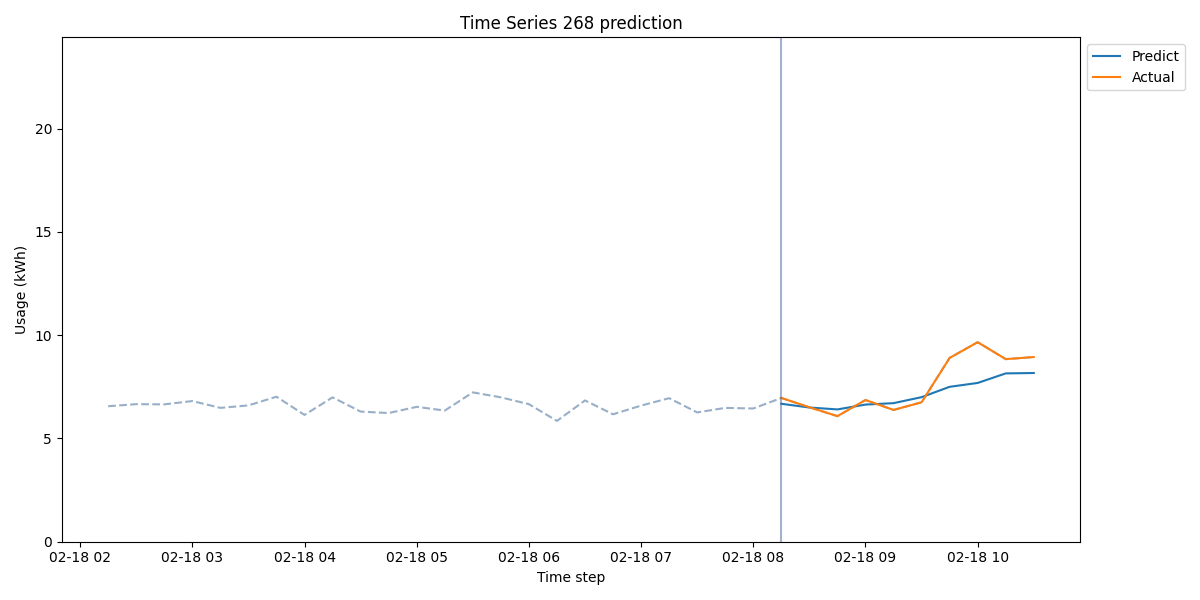 Time Series 268 prediction
Predict
Actual
20
15
10
5
0
Usage (kWh)
02-18 02
02-18 03
02-18 04
02-18 05
02-18 06
02-18 07
02-18 08
02-18 09
02-18 10
Time step